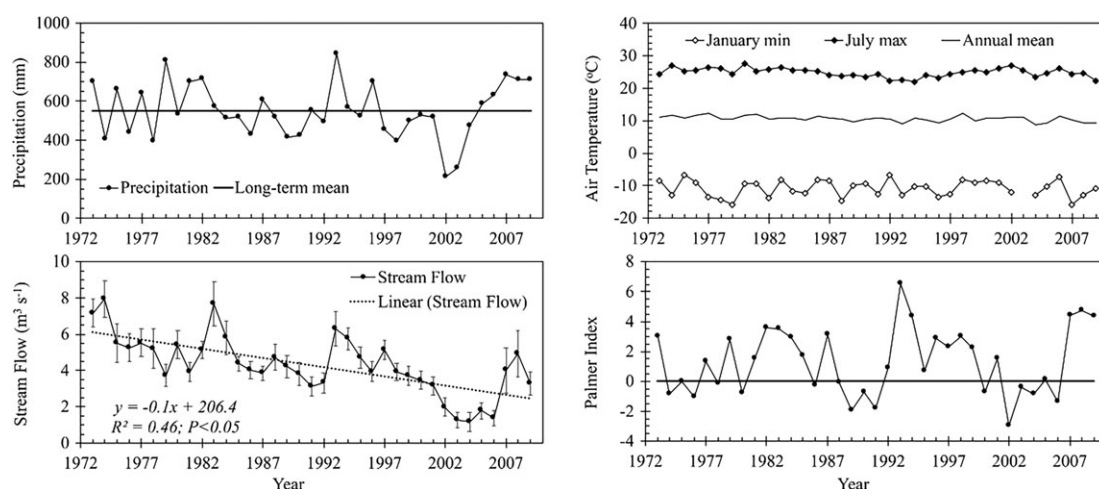 1000
800
600
400
200
0
Precipitation (mm)
Precipitation Long-term mean
1972 1977 1982 1987 1992 1997 2002 2007
40
30
20
10
0
-10
-20
Air Temperature (°C)
January min July max Annual mean
1972 1977 1982 1987 1992 1997 2002 2007
10
8
6
4
2
0
Stream Flow (m³ s⁻¹)
Stream Flow
Linear (Stream Flow)
y = -0.1x + 206.4
R² = 0.46; P<0.05
1972 1977 1982 1987 1992 1997 2002 2007
Year
8
6
4
2
0
-2
-4
Palmer Index
1972 1977 1982 1987 1992 1997 2002 2007
Year